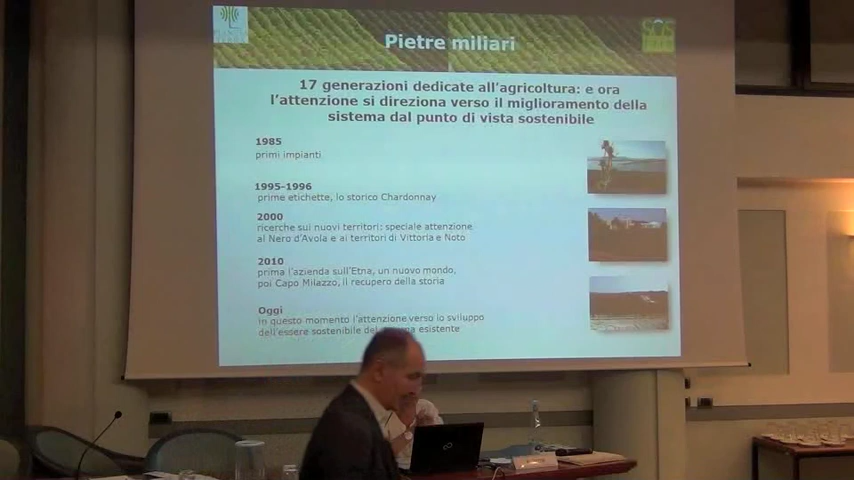 Pietre miliari
17 generazioni dedicate all'agricoltura: e ora
l'attenzione si direziona verso il miglioramento della
sistema dal punto di vista sostenibile
1985
primi impianti
1995-1996
prime etichette, lo storico Chardonnay
2000
ricerche sui nuovi territori: speciale attenzione
al Nero d'Avola e ai territori di Vittoria e Noto
2010
prima l'azienda sull'Etna, un nuovo mondo,
poi Capo Milazzo, il recupero della storia
Oggi
in questo momento l'attenzione verso lo sviluppo
dell'essere sostenibile del esistente